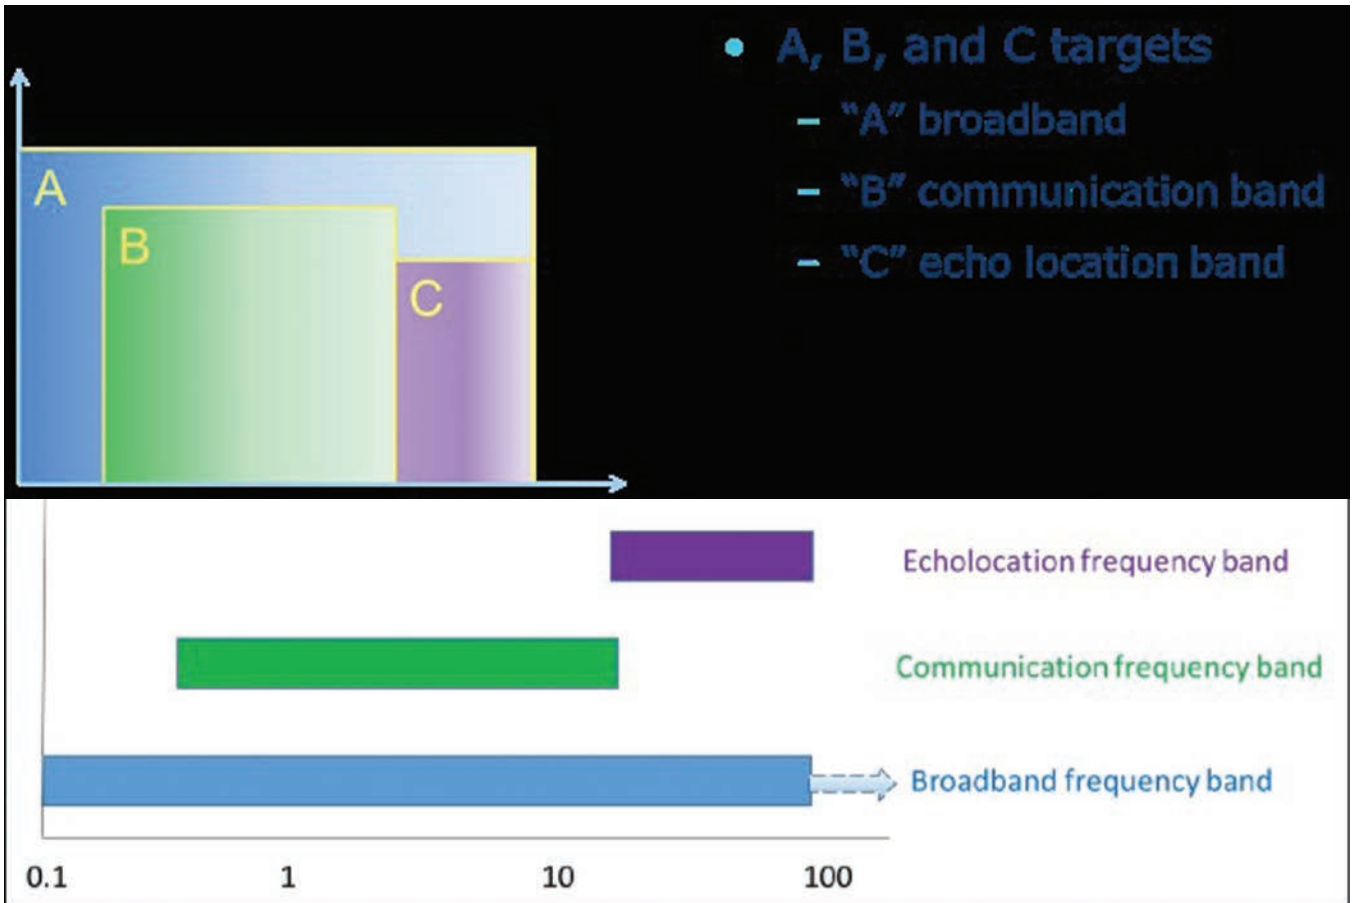 A
B
C
• A, B, and C targets
– “A” broadband
– “B” communication band
– “C” echo location band
Echolocation frequency band
Communication frequency band
Broadband frequency band
0.1 1 10 100